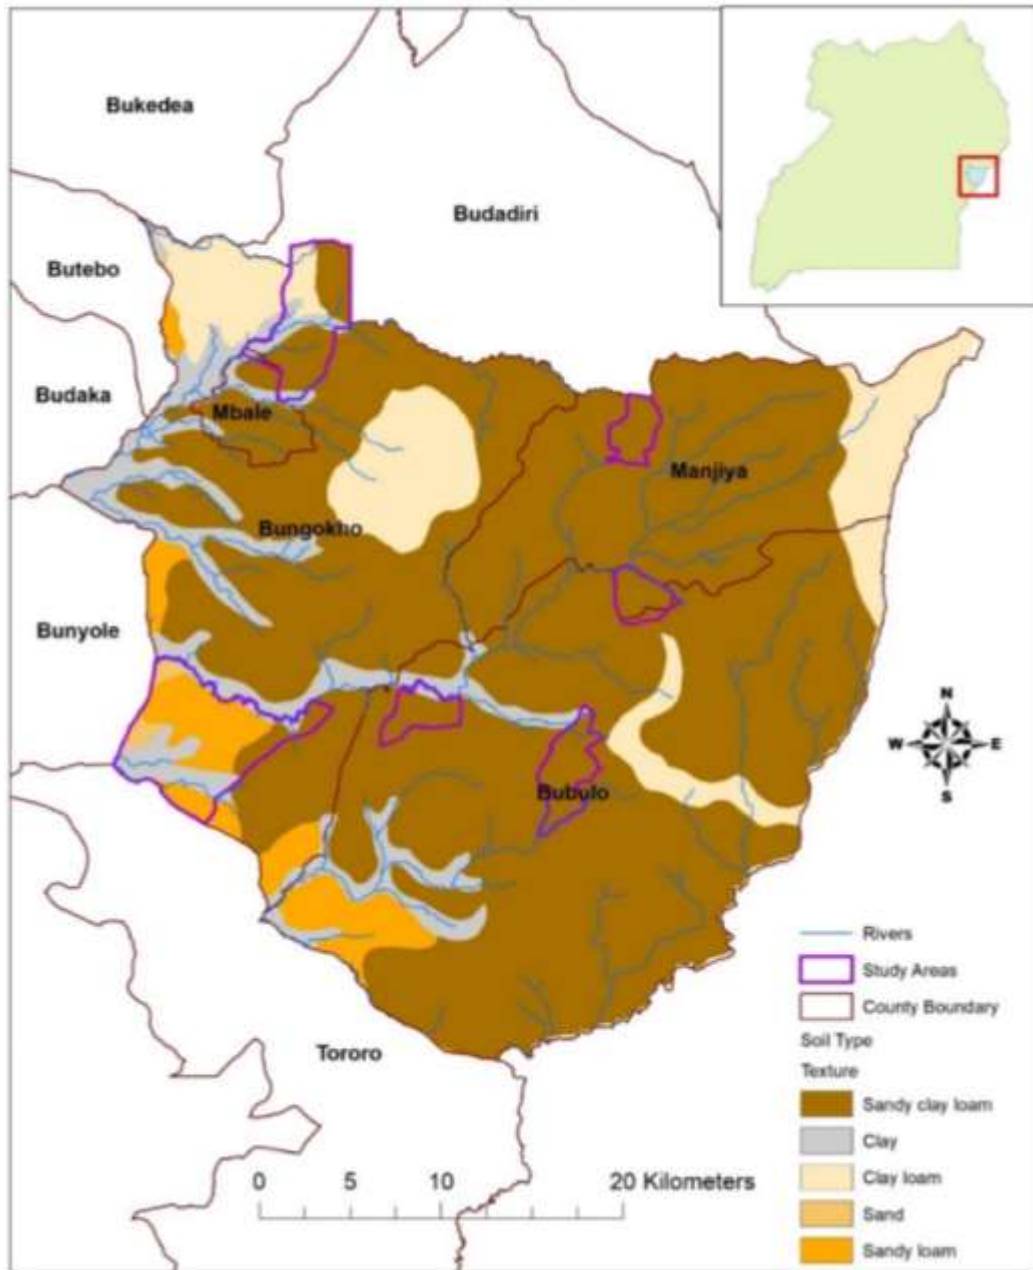 Bukedea
Budadiri
Butebo
Budaka
Mbale
Manjiya
Bungokho
Bunyole
N
W E
S
Bubulo
Rivers
Study Areas
County Boundary
Soil Type
Tororo
Texture
Sandy clay loam
Clay
0 5 10 20 Kilometers
Clay loam
Sand
Sandy loam